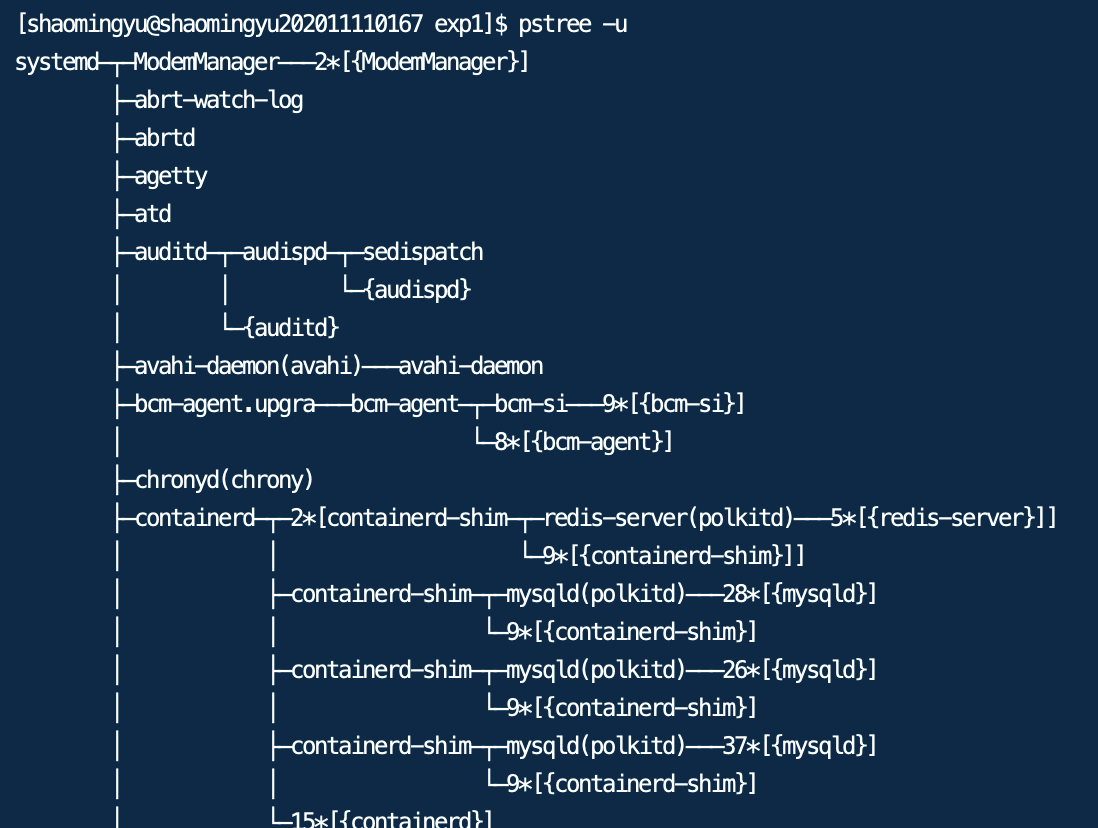 [shaomingyu@shaomingyu202011110167 exp1]$ pstree -u
systemd─┬─ModemManager───2*[{ModemManager}]
        ├─abrt-watch-log
        ├─abrtd
        ├─agetty
        ├─atd
        ├─auditd─┬─audispd─┬─sedispatch
        │        │         └─{audispd}
        │        └─{auditd}
        ├─avahi-daemon(avahi)───avahi-daemon
        ├─bcm-agent.upgra───bcm-agent─┬─bcm-si───9*[{bcm-si}]
        │                             └─8*[{bcm-agent}]
        ├─chronyd(chrony)
        ├─containerd─┬─2*[containerd-shim─┬─redis-server(polkitd)───5*[{redis-server}]]
        │            │                    └─9*[{containerd-shim}]]
        │            ├─containerd-shim─┬─mysqld(polkitd)───28*[{mysqld}]
        │            │                 └─9*[{containerd-shim}]
        │            ├─containerd-shim─┬─mysqld(polkitd)───26*[{mysqld}]
        │            │                 └─9*[{containerd-shim}]
        │            ├─containerd-shim─┬─mysqld(polkitd)───37*[{mysqld}]
        │            │                 └─9*[{containerd-shim}]
        │            └─15*[{containerd}]